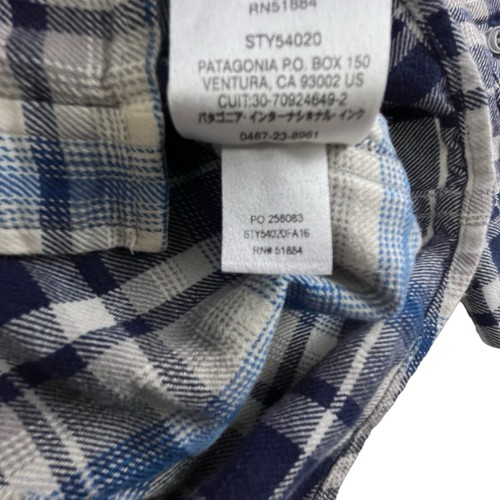 RN51884
STY54020
PATAGONIA P.O. BOX 150
VENTURA, CA 93002 US
CUIT:30-70924649-2
パタゴニア・インターナショナル インク
0467-23-8961
PO 256083
STY54020FA16
RN# 51884